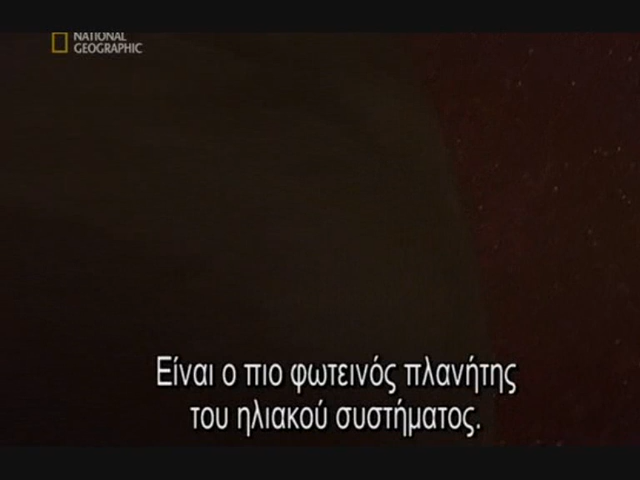 NATIONAL
GEOGRAPHIC
Είναι ο πιο φωτεινός πλανήτης
του ηλιακού συστήματος.